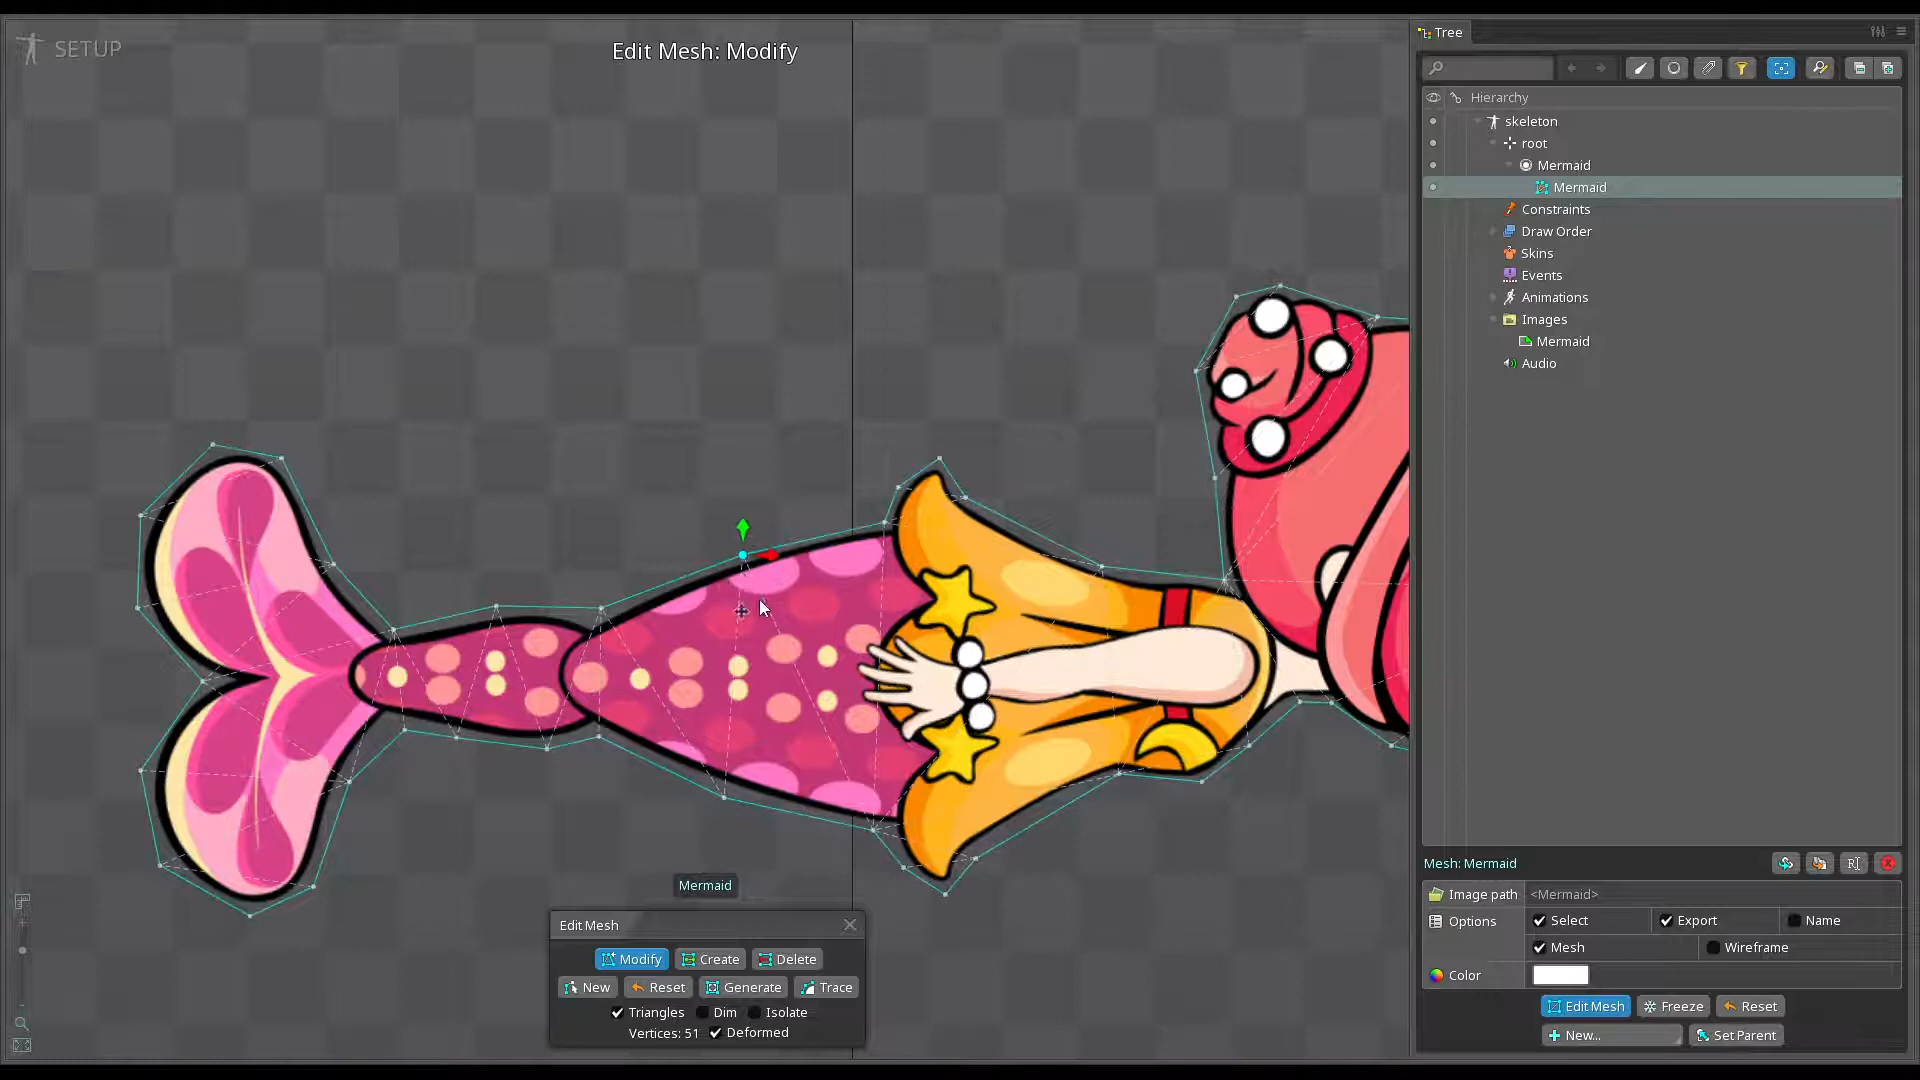 SETUP
Edit Mesh: Modify
Tree
Hierarchy
skeleton
root
Mermaid
Mermaid
Constraints
Draw Order
Skins
Events
Animations
Images
Mermaid
Audio
Mermaid
Edit Mesh
Modify Create Delete
New Reset Generate Trace
Triangles Dim Isolate
Vertices: 51 Deformed
Mesh: Mermaid
Image path <Mermaid>
Options Select Export Name
Mesh Wireframe
Color
Edit Mesh Freeze Reset
New... Set Parent